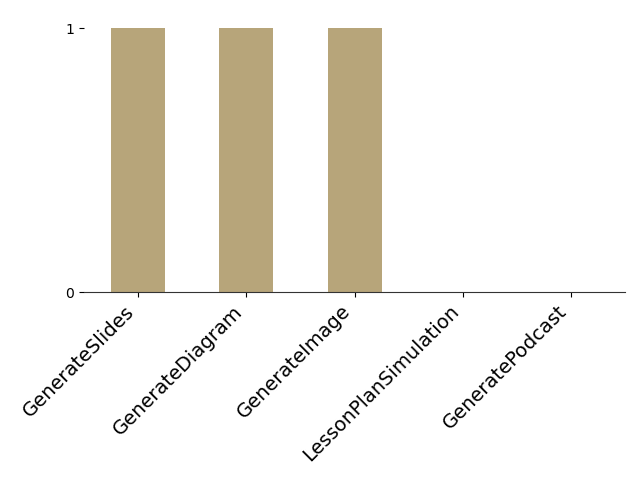 1
0
GenerateSlides
GenerateDiagram
GenerateImage
LessonPlanSimulation
GeneratePodcast